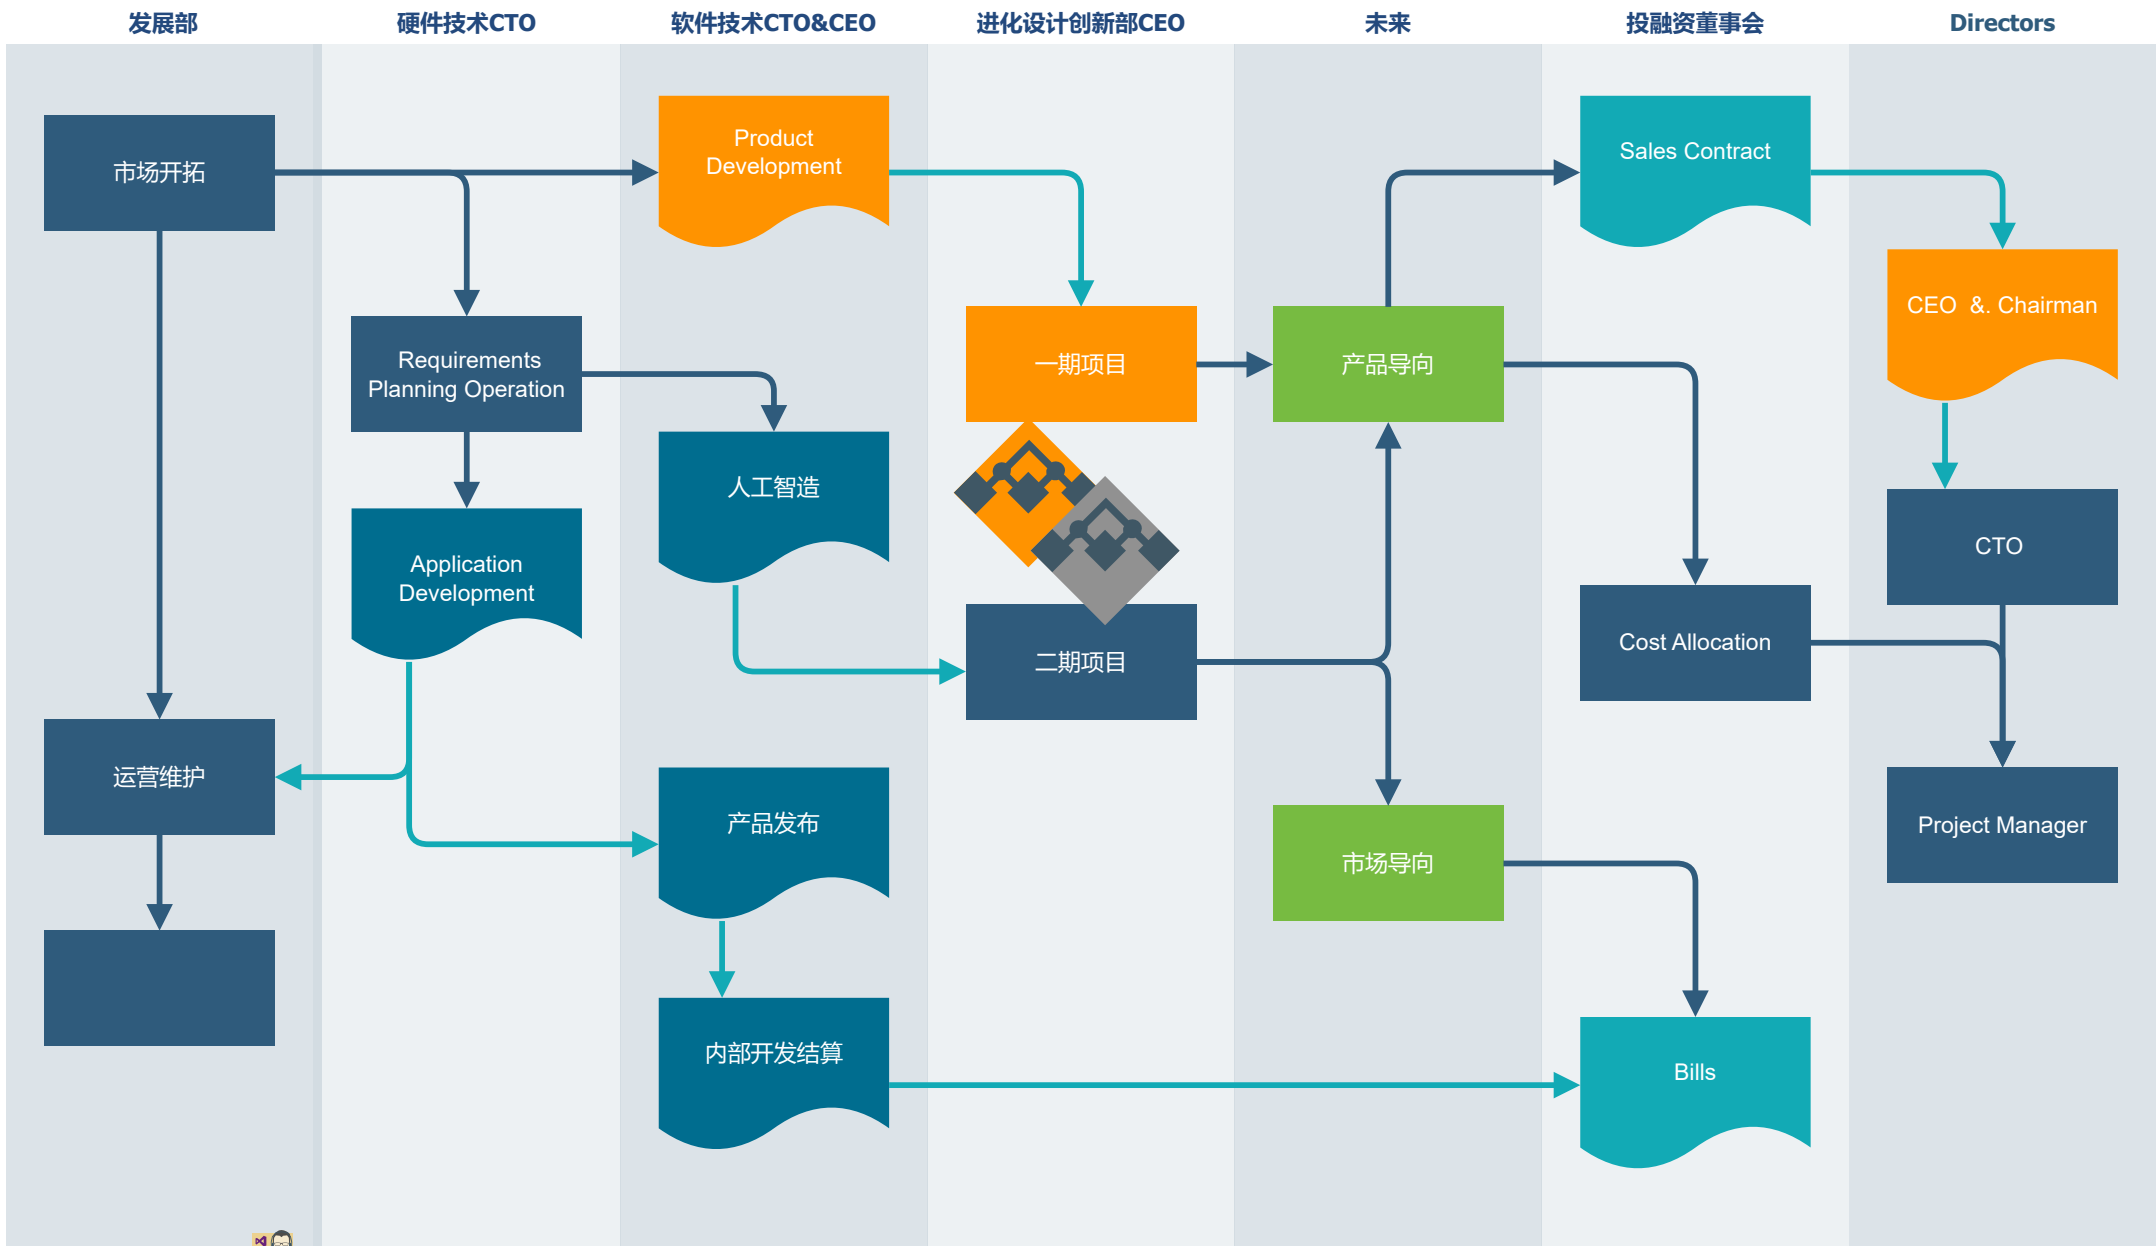 发展部
硬件技术CTO
软件技术CTO&CEO
进化设计创新部CEO
未来
投融资董事会
Directors
市场开拓
Product
Development
Sales Contract
CEO  &. Chairman
Requirements
Planning Operation
一期项目
产品导向
人工智造
Application
Development
CTO
二期项目
Cost Allocation
运营维护
产品发布
市场导向
Project Manager
内部开发结算
Bills